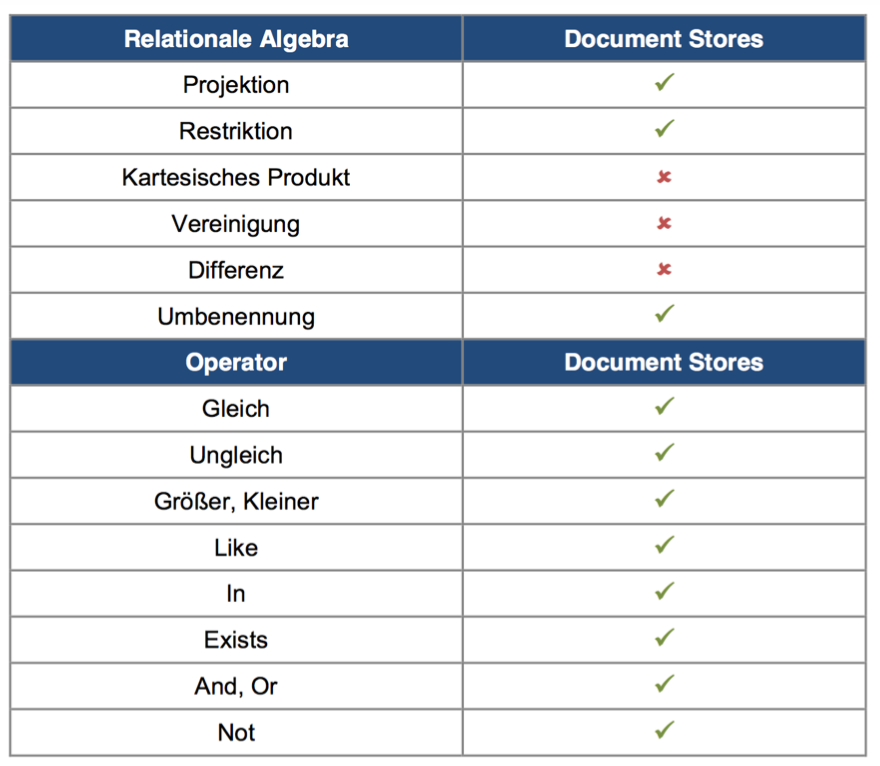 Relationale Algebra Document Stores
Projektion ✓
Restriktion ✓
Kartesisches Produkt ✘
Vereinigung ✘
Differenz ✘
Umbenennung ✓
Operator Document Stores
Gleich ✓
Ungleich ✓
Größer, Kleiner ✓
Like ✓
In ✓
Exists ✓
And, Or ✓
Not ✓